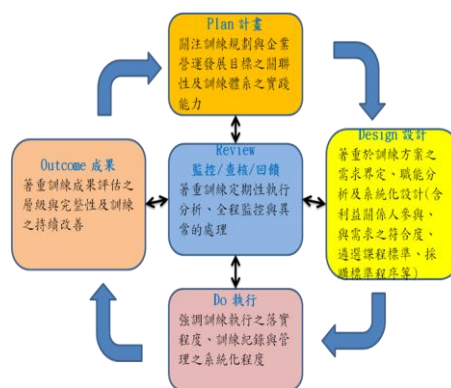 Plan 計畫
關注訓練規劃與企業
營運發展目標之關聯
性及訓練體系之實踐
能力
Outcome 成果
著重訓練成果評估之
層級與完整性及訓練
之持續改善
Review
監控/查核/回饋
著重訓練定期性執行
分析、全程監控與異
常的處理
Design 設計
著重於訓練方案之
需求界定、職能分
析及系統化設計(含
利益關係人參與、
與需求之符合度、
遴選課程標準、採
購標準程序等)
Do 執行
強調訓練執行之落實
程度、訓練紀錄與管
理之系統化程度